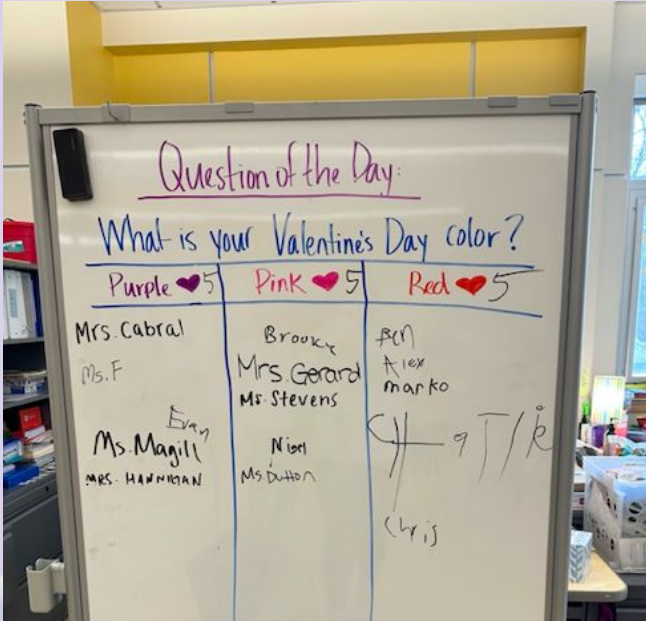 Question of the Day:
What is your Valentine's Day color?
Purple ♥ 5 Pink ♥ 5 Red ♥ 5
Mrs. Cabral
Ms. F
Evan
Ms. Magill
MRS. HANNIGAN
Brooke
Mrs. Gerard
Ms. Stevens
Nigel
Ms. Dutton
Ben
Alex
marko
Chris